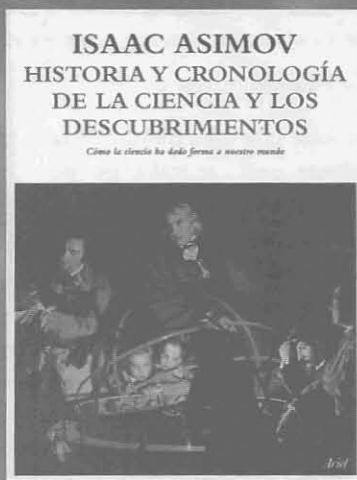 ISAAC ASIMOV
HISTORIA Y CRONOLOGÍA
DE LA CIENCIA Y LOS
DESCUBRIMIENTOS
Cómo la ciencia ha dado forma a nuestro mundo
Ariel